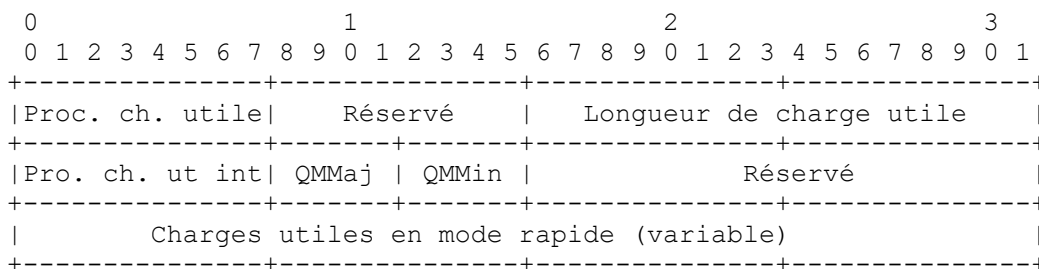 0                   1                   2                   3
0 1 2 3 4 5 6 7 8 9 0 1 2 3 4 5 6 7 8 9 0 1 2 3 4 5 6 7 8 9 0 1
+---------------+---------------+---------------+---------------+
|Proc. ch. utile|    Réservé    |   Longueur de charge utile    |
+---------------+-------+-------+---------------+---------------+
|Pro. ch. ut int| QMMaj | QMMin |             Réservé           |
+---------------+-------+-------+---------------+---------------+
|        Charges utiles en mode rapide (variable)               |
+---------------+---------------+---------------+---------------+